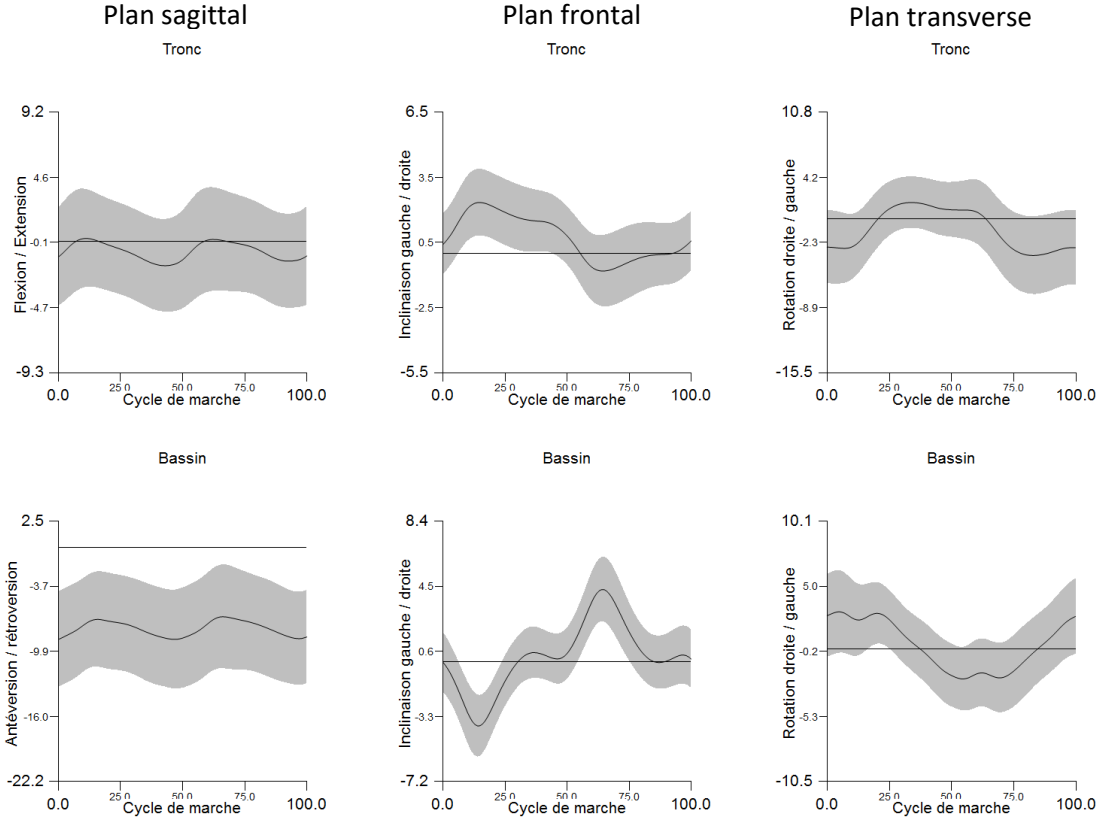 Plan sagittal
Plan frontal
Plan transverse
Tronc
Tronc
Tronc
9.2
4.6
-0.1
-4.7
-9.3
Flexion / Extension
0.0
25.0
50.0
75.0
100.0
Cycle de marche
6.5
3.5
0.5
-2.5
-5.5
Inclinaison gauche / droite
0.0
25.0
50.0
75.0
100.0
Cycle de marche
10.8
4.2
-2.3
-8.9
-15.5
Rotation droite / gauche
0.0
25.0
50.0
75.0
100.0
Cycle de marche
Bassin
Bassin
Bassin
2.5
-3.7
-9.9
-16.0
-22.2
Antéversion / rétroversion
0.0
25.0
50.0
75.0
100.0
Cycle de marche
8.4
4.5
0.6
-3.3
-7.2
Inclinaison gauche / droite
0.0
25.0
50.0
75.0
100.0
Cycle de marche
10.1
5.0
-0.2
-5.3
-10.5
Rotation droite / gauche
0.0
25.0
50.0
75.0
100.0
Cycle de marche